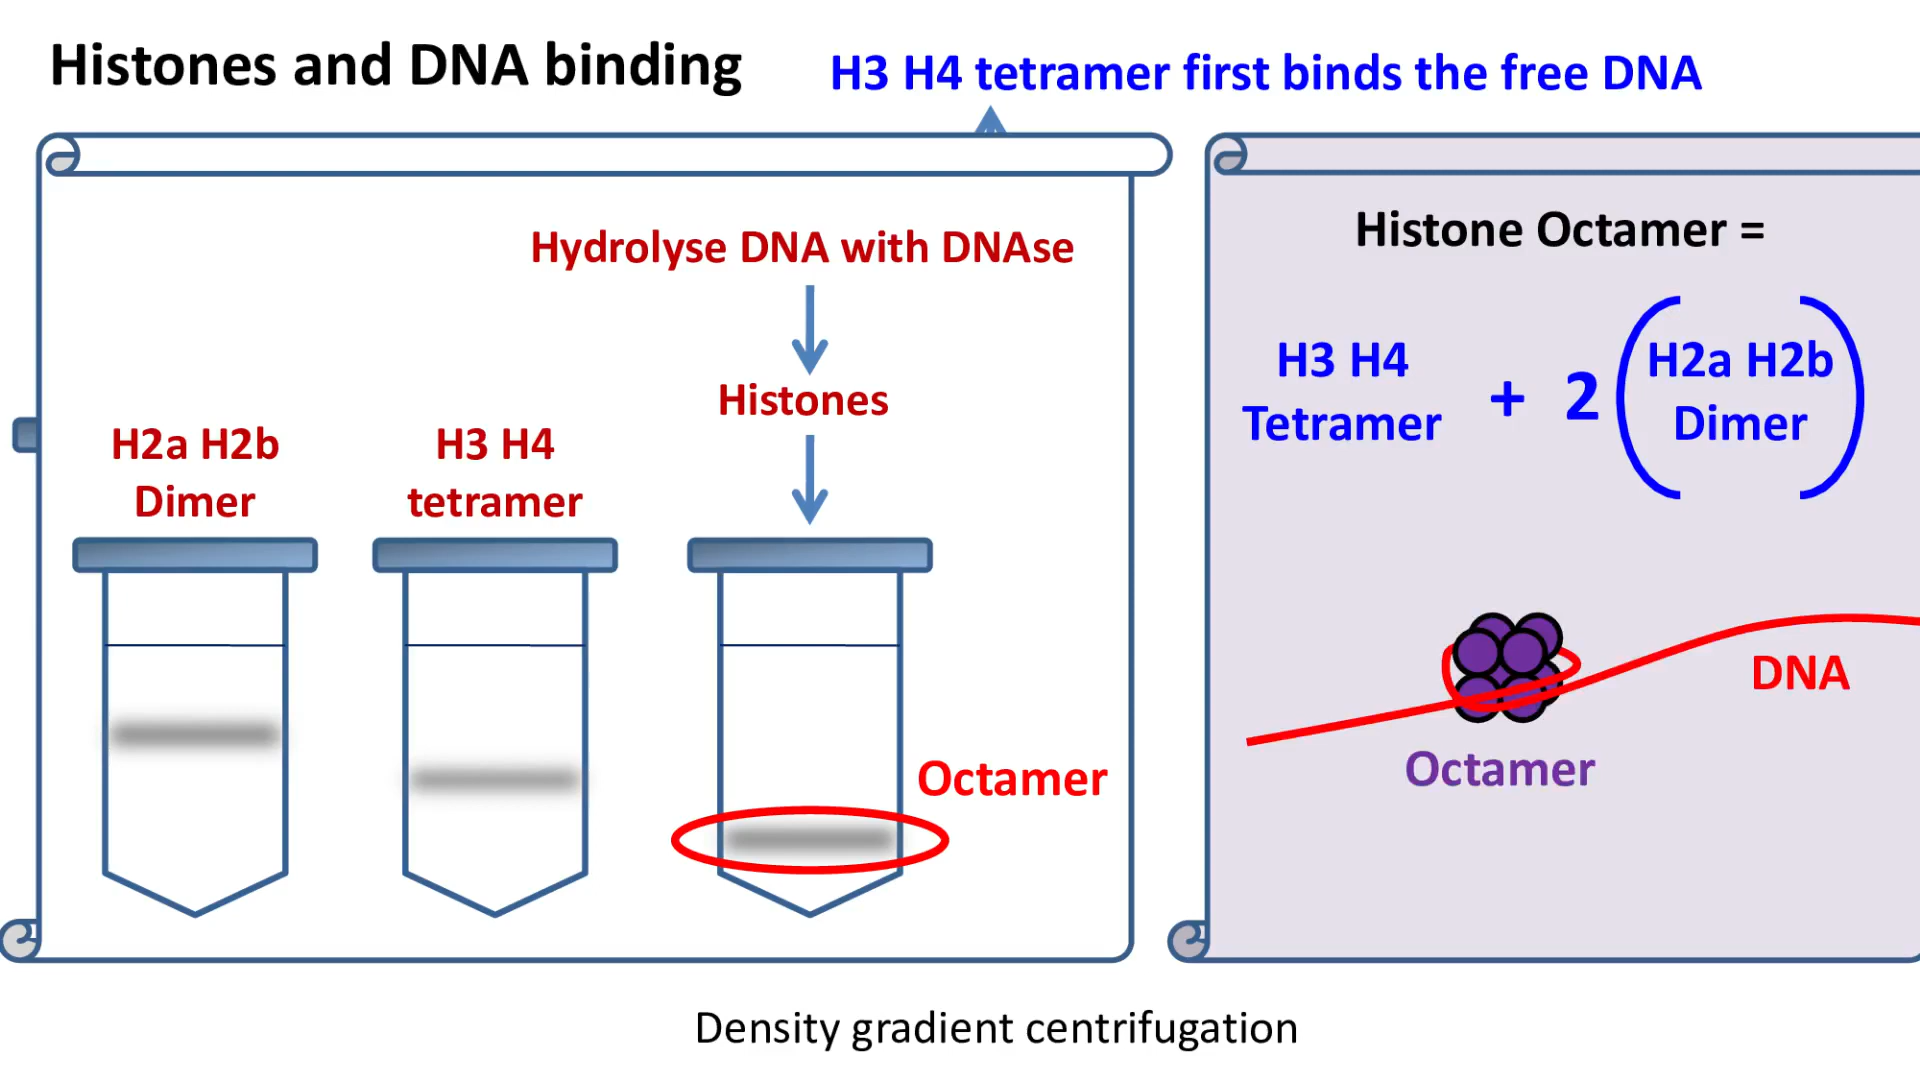 Histones and DNA binding
H3 H4 tetramer first binds the free DNA
Hydrolyse DNA with DNAse
Histones
H2a H2b
Dimer
H3 H4
tetramer
Octamer
Histone Octamer =
H3 H4
Tetramer
+ 2
H2a H2b
Dimer
DNA
Octamer
Density gradient centrifugation